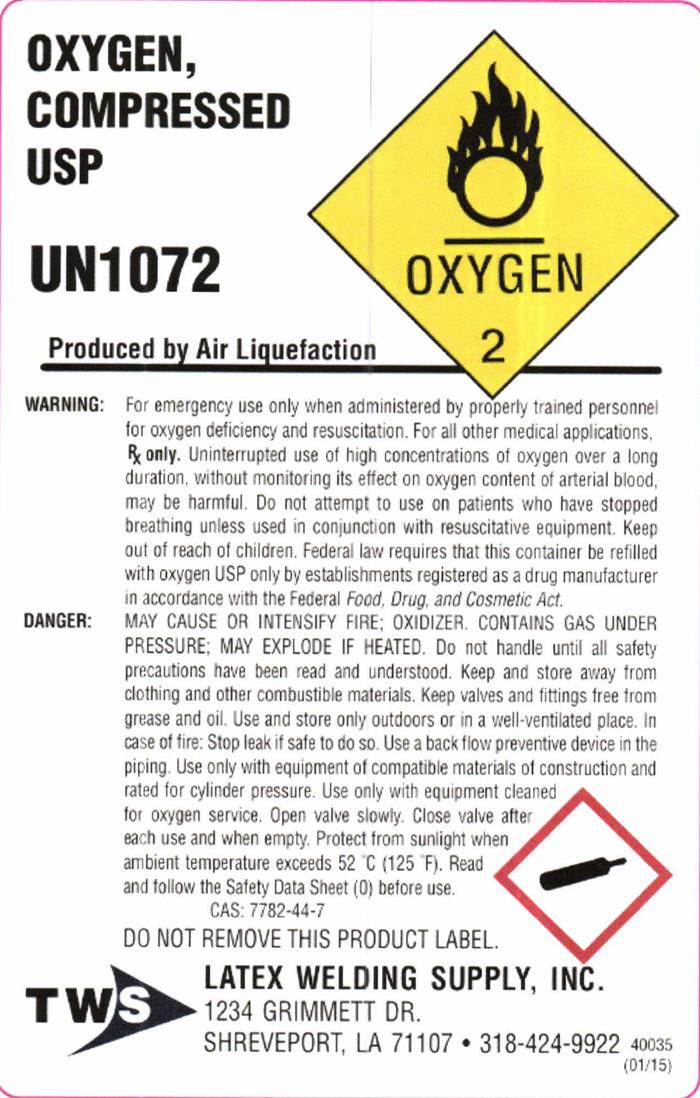 OXYGEN,
COMPRESSED
USP
UN1072
OXYGEN
2
Produced by Air Liquefaction
WARNING: For emergency use only when administered by properly trained personnel
for oxygen deficiency and resuscitation. For all other medical applications,
℞ only. Uninterrupted use of high concentrations of oxygen over a long
duration, without monitoring its effect on oxygen content of arterial blood,
may be harmful. Do not attempt to use on patients who have stopped
breathing unless used in conjunction with resuscitative equipment. Keep
out of reach of children. Federal law requires that this container be refilled
with oxygen USP only by establishments registered as a drug manufacturer
in accordance with the Federal Food, Drug, and Cosmetic Act.
DANGER: MAY CAUSE OR INTENSIFY FIRE; OXIDIZER. CONTAINS GAS UNDER
PRESSURE; MAY EXPLODE IF HEATED. Do not handle until all safety
precautions have been read and understood. Keep and store away from
clothing and other combustible materials. Keep valves and fittings free from
grease and oil. Use and store only outdoors or in a well-ventilated place. In
case of fire: Stop leak if safe to do so. Use a back flow preventive device in the
piping. Use only with equipment of compatible materials of construction and
rated for cylinder pressure. Use only with equipment cleaned
for oxygen service. Open valve slowly. Close valve after
each use and when empty. Protect from sunlight when
ambient temperature exceeds 52 °C (125 °F). Read
and follow the Safety Data Sheet (0) before use.
CAS: 7782-44-7
DO NOT REMOVE THIS PRODUCT LABEL.
TWS
LATEX WELDING SUPPLY, INC.
1234 GRIMMETT DR.
SHREVEPORT, LA 71107 • 318-424-9922
40035
(01/15)